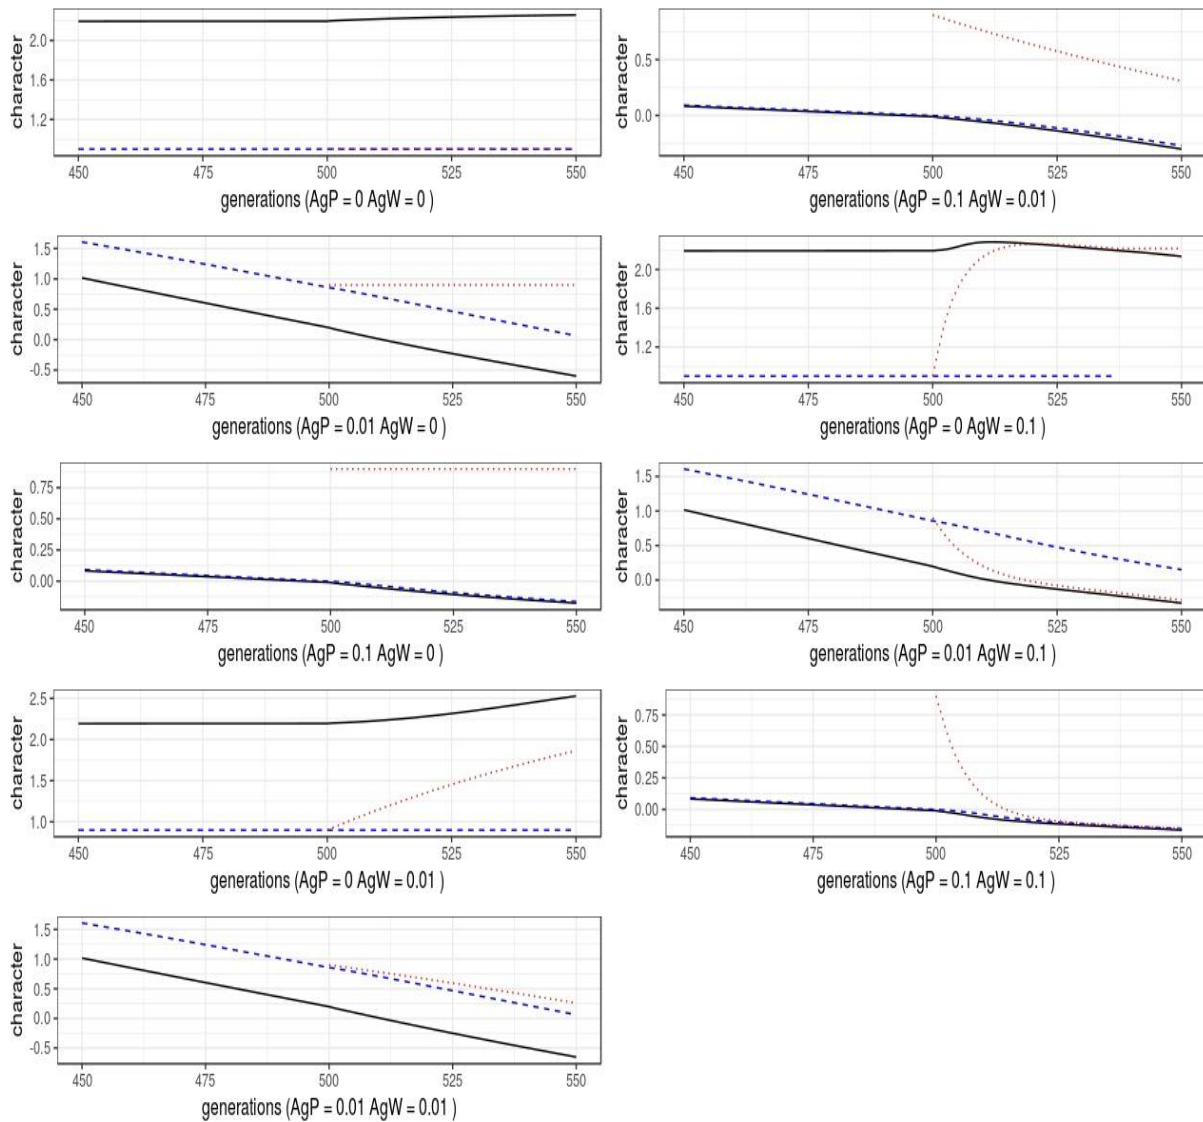 character
2.0
1.6
1.2
450 475 500 525 550
generations (AgP = 0 AgW = 0 )
character
0.5
0.0
450 475 500 525 550
generations (AgP = 0.1 AgW = 0.01 )
character
1.5
1.0
0.5
0.0
-0.5
450 475 500 525 550
generations (AgP = 0.01 AgW = 0 )
character
2.0
1.6
1.2
450 475 500 525 550
generations (AgP = 0 AgW = 0.1 )
character
0.75
0.50
0.25
0.00
450 475 500 525 550
generations (AgP = 0.1 AgW = 0 )
character
1.5
1.0
0.5
0.0
450 475 500 525 550
generations (AgP = 0.01 AgW = 0.1 )
character
2.5
2.0
1.5
1.0
450 475 500 525 550
generations (AgP = 0 AgW = 0.01 )
character
0.75
0.50
0.25
0.00
450 475 500 525 550
generations (AgP = 0.1 AgW = 0.1 )
character
1.5
1.0
0.5
0.0
-0.5
450 475 500 525 550
generations (AgP = 0.01 AgW = 0.01 )